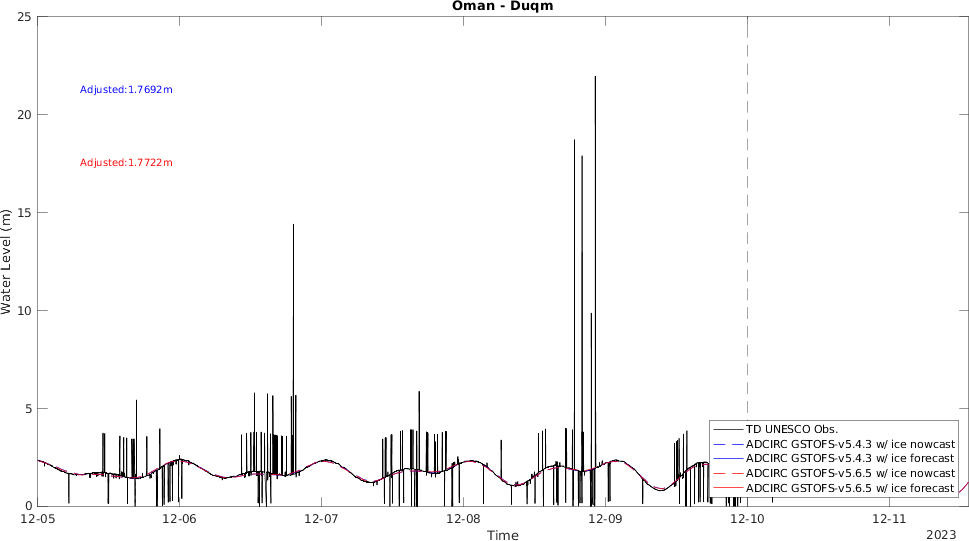 Oman - Duqm
25
20
15
10
5
0
Water Level (m)
Adjusted:1.7692m
Adjusted:1.7722m
TD UNESCO Obs.
ADCIRC GSTOFS-v5.4.3 w/ ice nowcast
ADCIRC GSTOFS-v5.4.3 w/ ice forecast
ADCIRC GSTOFS-v5.6.5 w/ ice nowcast
ADCIRC GSTOFS-v5.6.5 w/ ice forecast
12-05 12-06 12-07 12-08 12-09 12-10 12-11
Time
2023